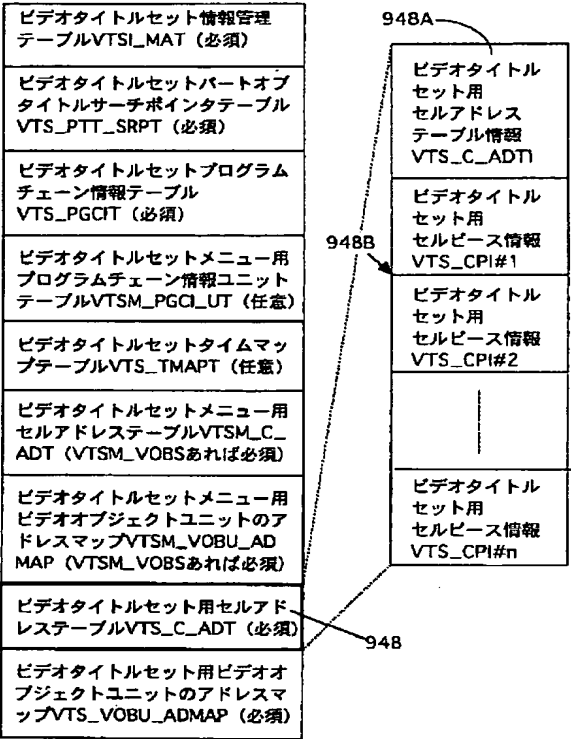 ビデオタイトルセット情報管理
テーブルVTSI_MAT（必須）
ビデオタイトルセットパートオブ
タイトルサーチポインタテーブル
VTS_PTT_SRPT（必須）
ビデオタイトルセットプログラム
チェーン情報テーブル
VTS_PGCIT（必須）
ビデオタイトルセットメニュー用
プログラムチェーン情報ユニット
テーブルVTSM_PGCI_UT（任意）
ビデオタイトルセットタイムマッ
プテーブルVTS_TMAPT（任意）
ビデオタイトルセットメニュー用
セルアドレステーブルVTSM_C_
ADT（VTSM_VOBSあれば必須）
ビデオタイトルセットメニュー用
ビデオオブジェクトユニットのア
ドレスマップVTSM_VOBU_AD
MAP（VTSM_VOBSあれば必須）
ビデオタイトルセット用セルアド
レステーブルVTS_C_ADT（必須）
ビデオタイトルセット用ビデオオ
ブジェクトユニットのアドレスマ
ップVTS_VOBU_ADMAP（必須）
948A
ビデオタイトル
セット用
セルアドレス
テーブル情報
VTS_C_ADTI
948B
ビデオタイトル
セット用
セルピース情報
VTS_CPI#1
ビデオタイトル
セット用
セルピース情報
VTS_CPI#2
ビデオタイトル
セット用
セルピース情報
VTS_CPI#n
948